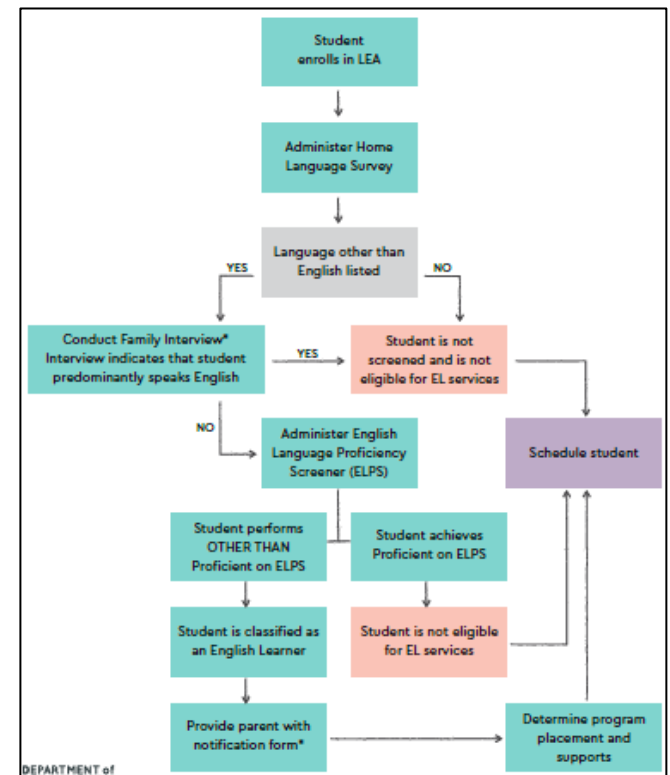 Student
enrolls in LEA
Administer Home
Language Survey
Language other than
English listed
YES
NO
Conduct Family Interview*
Interview indicates that student
predominantly speaks English
YES
Student is not
screened and is not
eligible for EL services
NO
Administer English
Language Proficiency
Screener (ELPS)
Schedule student
Student performs
OTHER THAN
Proficient on ELPS
Student achieves
Proficient on ELPS
Student is classified as
an English Learner
Student is not eligible
for EL services
Provide parent with
notification form*
Determine program
placement and
supports
DEPARTMENT of